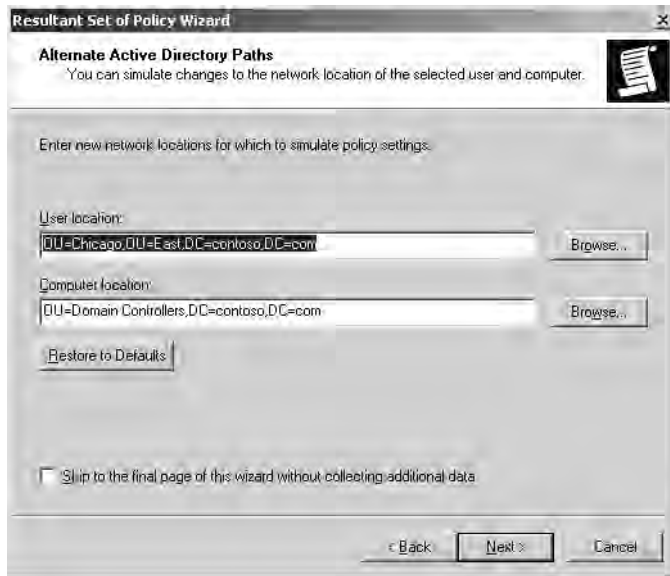 Resultant Set of Policy Wizard
Alternate Active Directory Paths
You can simulate changes to the network location of the selected user and computer.
Enter new network locations for which to simulate policy settings.
User location:
OU=Chicago,OU=East,DC=contoso,DC=com
Browse...
Computer location:
OU=Domain Controllers,DC=contoso,DC=com
Browse...
Restore to Defaults
Skip to the final page of this wizard without collecting additional data
< Back
Next >
Cancel